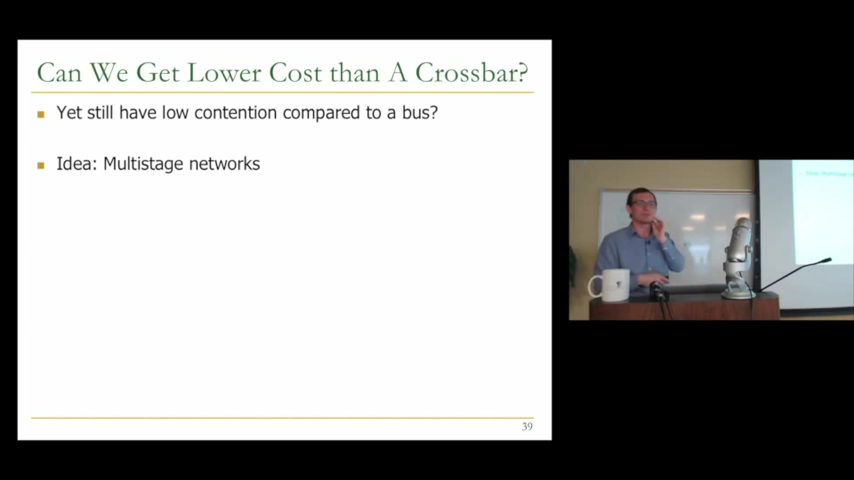 Can We Get Lower Cost than A Crossbar?
Yet still have low contention compared to a bus?
Idea: Multistage networks
39